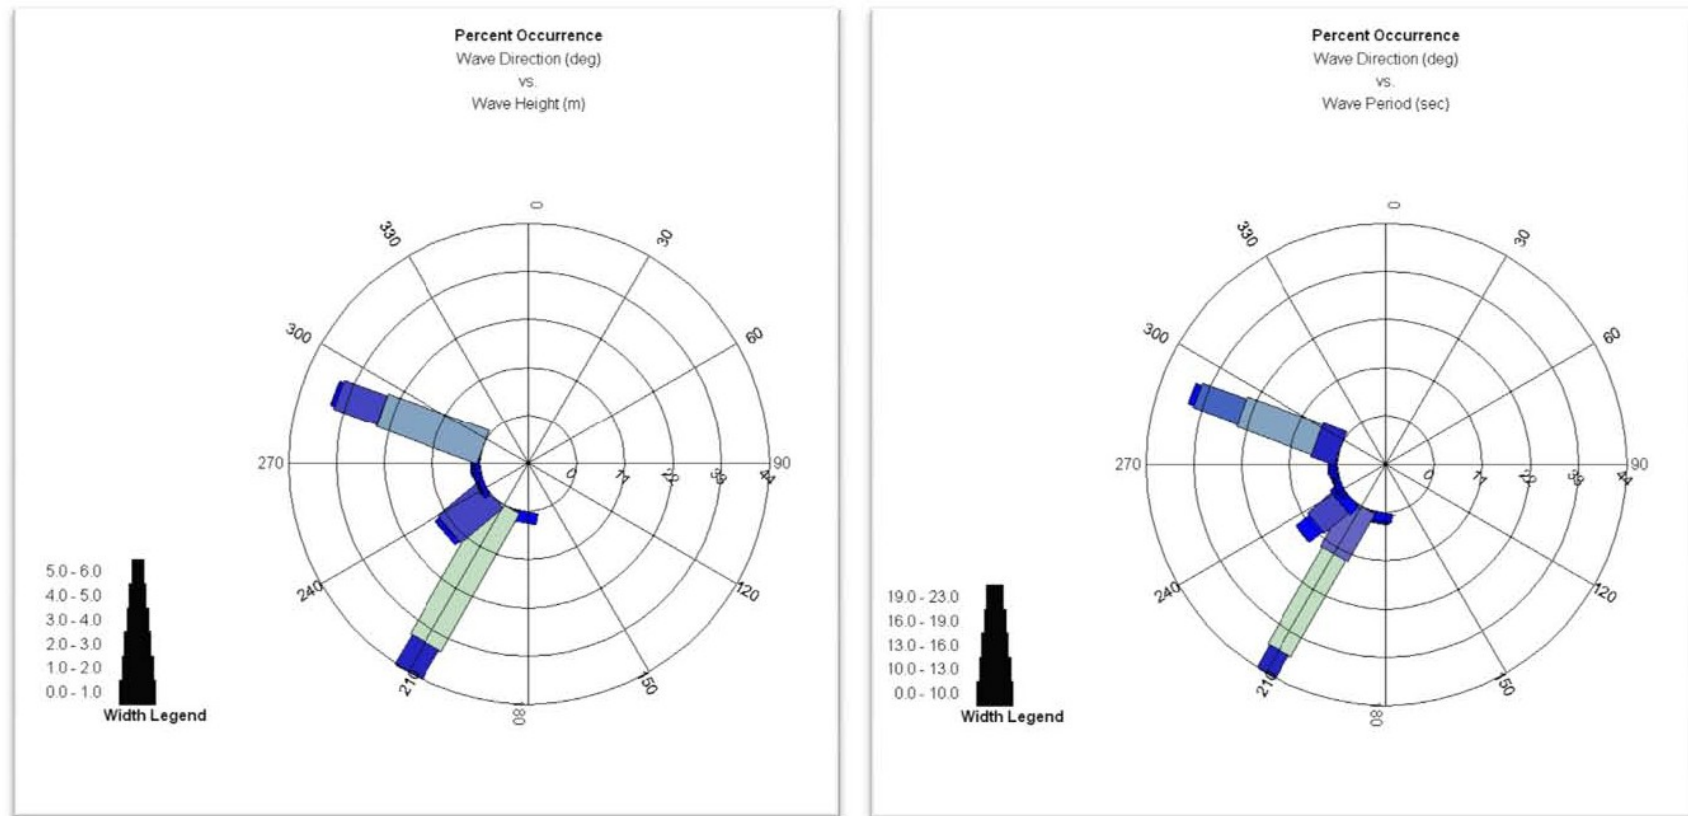 Percent Occurrence
Wave Direction (deg)
vs.
Wave Height (m)
0
30
60
90
120
150
180
210
240
270
300
330
0
11
22
44
5.0 - 6.0
4.0 - 5.0
3.0 - 4.0
2.0 - 3.0
1.0 - 2.0
0.0 - 1.0
Width Legend
Percent Occurrence
Wave Direction (deg)
vs.
Wave Period (sec)
0
30
60
90
120
150
180
210
240
270
300
330
0
11
22
44
19.0 - 23.0
16.0 - 19.0
13.0 - 16.0
10.0 - 13.0
0.0 - 10.0
Width Legend